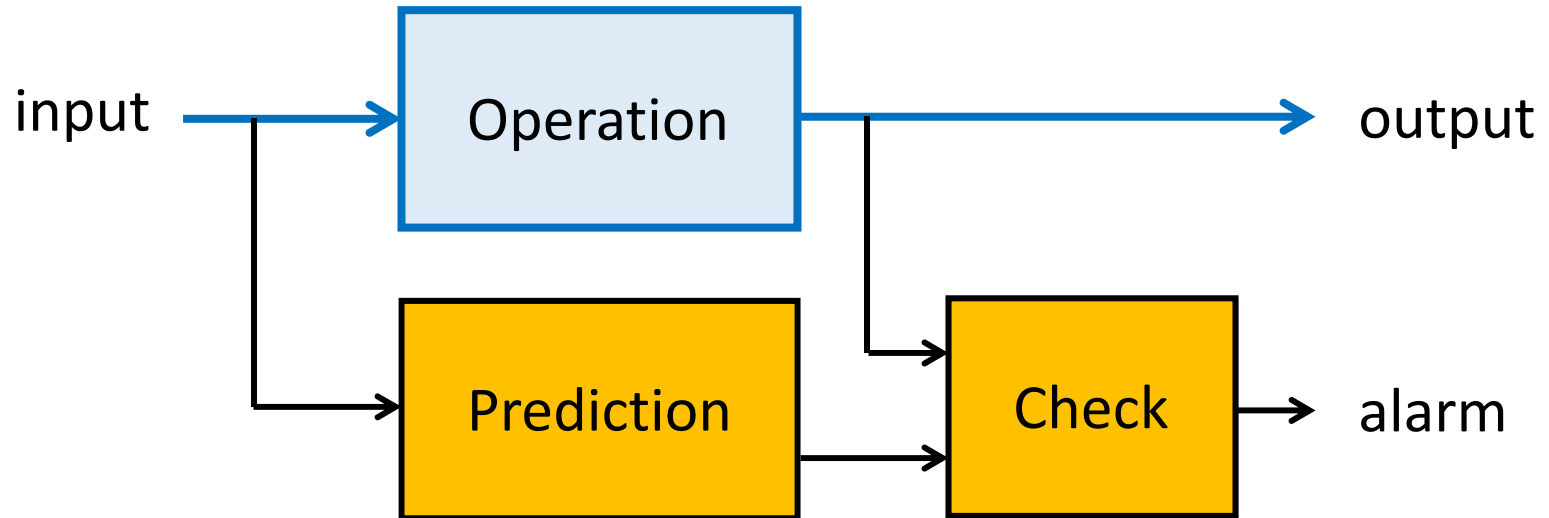 input
Operation
output
Prediction
Check
alarm